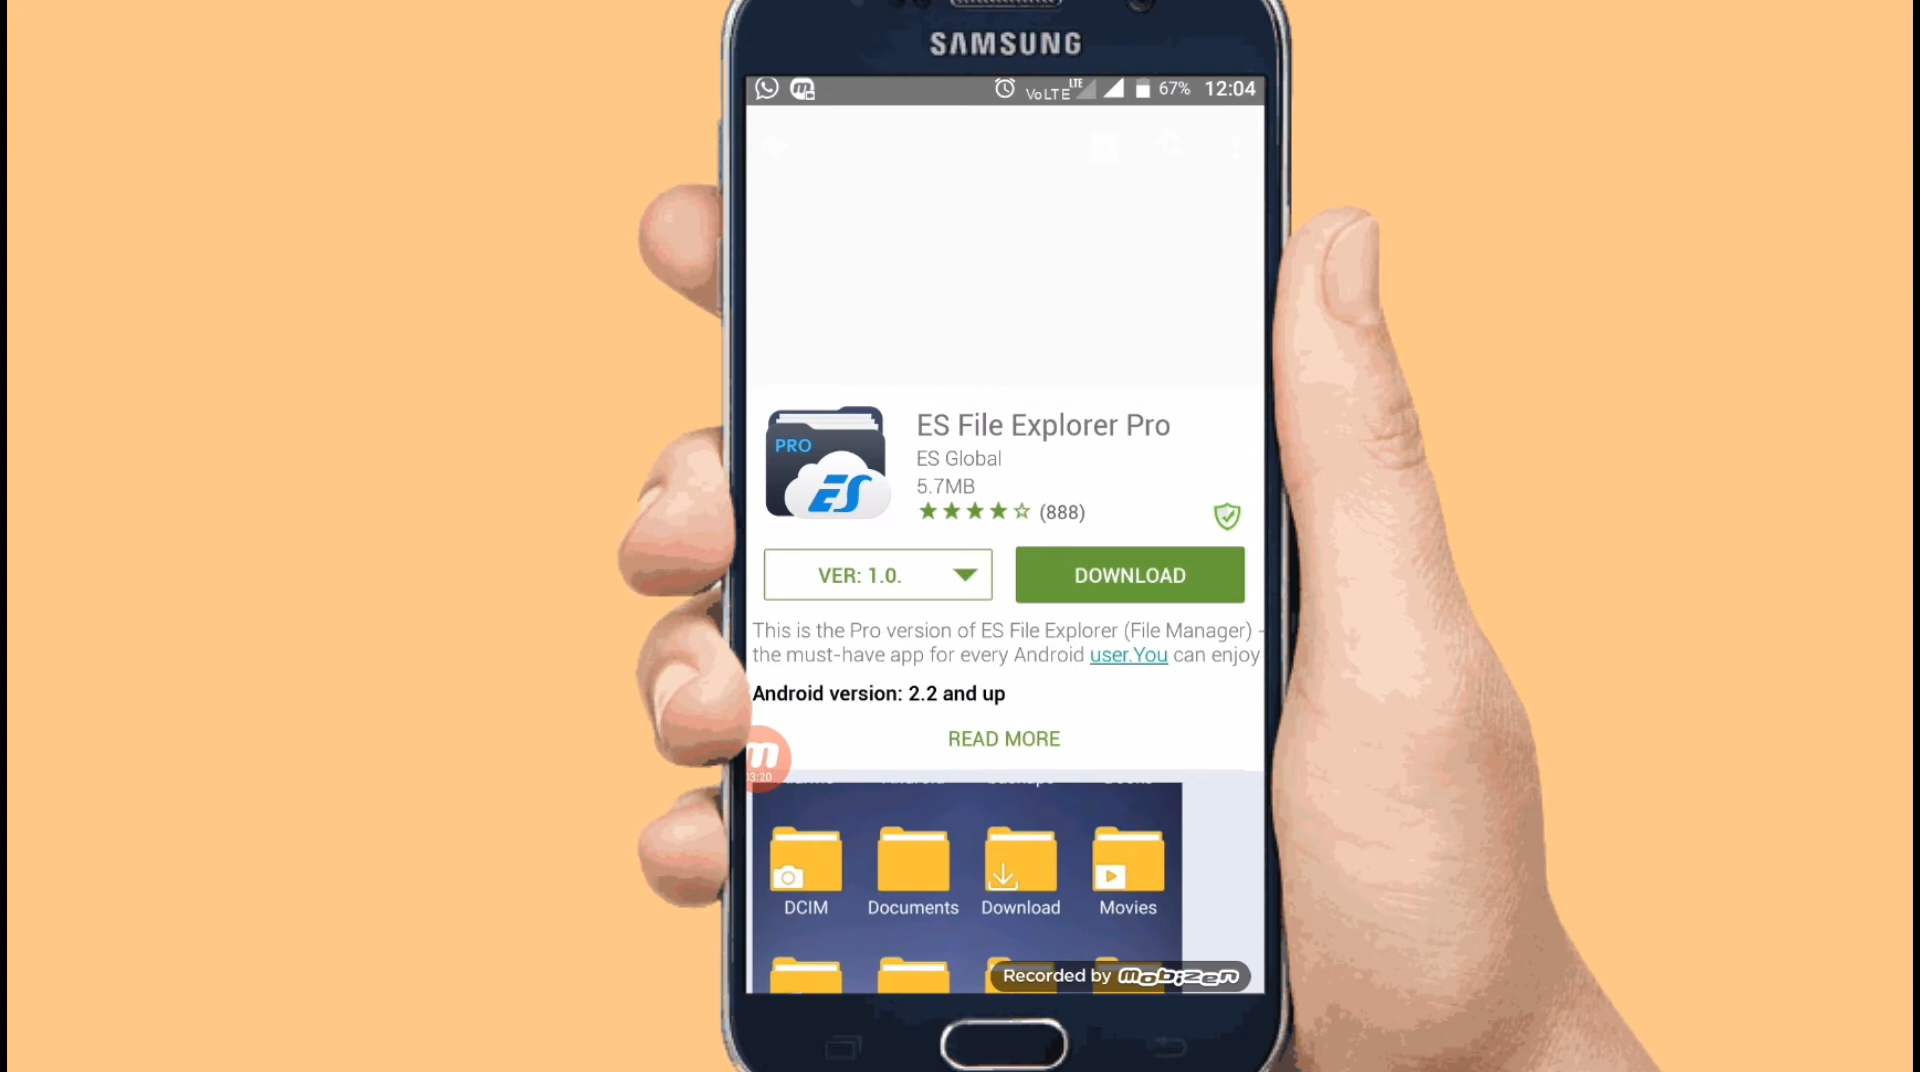 SAMSUNG
VoLTE LTE 67% 12:04
ES File Explorer Pro
PRO
ES
ES Global
5.7MB
(888)
VER: 1.0.
DOWNLOAD
This is the Pro version of ES File Explorer (File Manager) -
the must-have app for every Android user.You can enjoy
Android version: 2.2 and up
READ MORE
m
03:20
DCIM Documents Download Movies
Recorded by mobizen